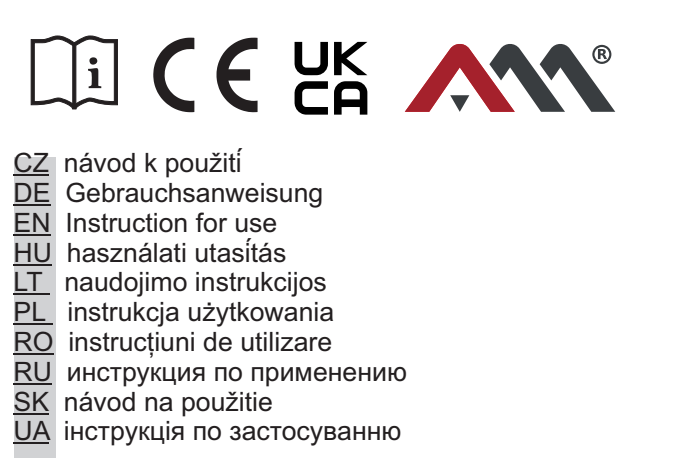 i CE UK CA AM ®
CZ návod k použití
DE Gebrauchsanweisung
EN Instruction for use
HU használati utasítás
LT naudojimo instrukcijos
PL instrukcja użytkowania
RO instrucțiuni de utilizare
RU инструкция по применению
SK návod na použitie
UA інструкція по застосуванню